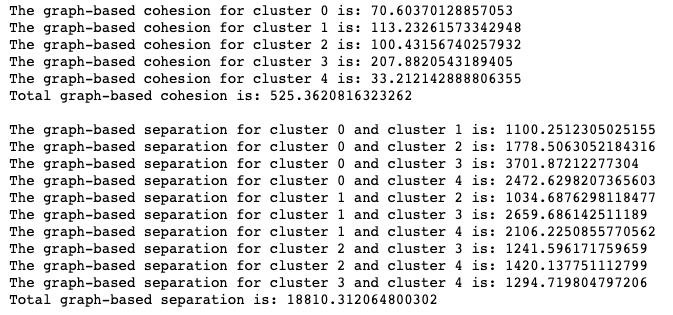 The graph-based cohesion for cluster 0 is: 70.60370128857053
The graph-based cohesion for cluster 1 is: 113.23261573342948
The graph-based cohesion for cluster 2 is: 100.43156740257932
The graph-based cohesion for cluster 3 is: 207.8820543189405
The graph-based cohesion for cluster 4 is: 33.212142888806355
Total graph-based cohesion is: 525.3620816323262
The graph-based separation for cluster 0 and cluster 1 is: 1100.2512305025155
The graph-based separation for cluster 0 and cluster 2 is: 1778.5063052184316
The graph-based separation for cluster 0 and cluster 3 is: 3701.87212277304
The graph-based separation for cluster 0 and cluster 4 is: 2472.6298207365603
The graph-based separation for cluster 1 and cluster 2 is: 1034.6876298118477
The graph-based separation for cluster 1 and cluster 3 is: 2659.686142511189
The graph-based separation for cluster 1 and cluster 4 is: 2106.2250855770562
The graph-based separation for cluster 2 and cluster 3 is: 1241.596171759659
The graph-based separation for cluster 2 and cluster 4 is: 1420.137751112799
The graph-based separation for cluster 3 and cluster 4 is: 1294.719804797206
Total graph-based separation is: 18810.312064800302